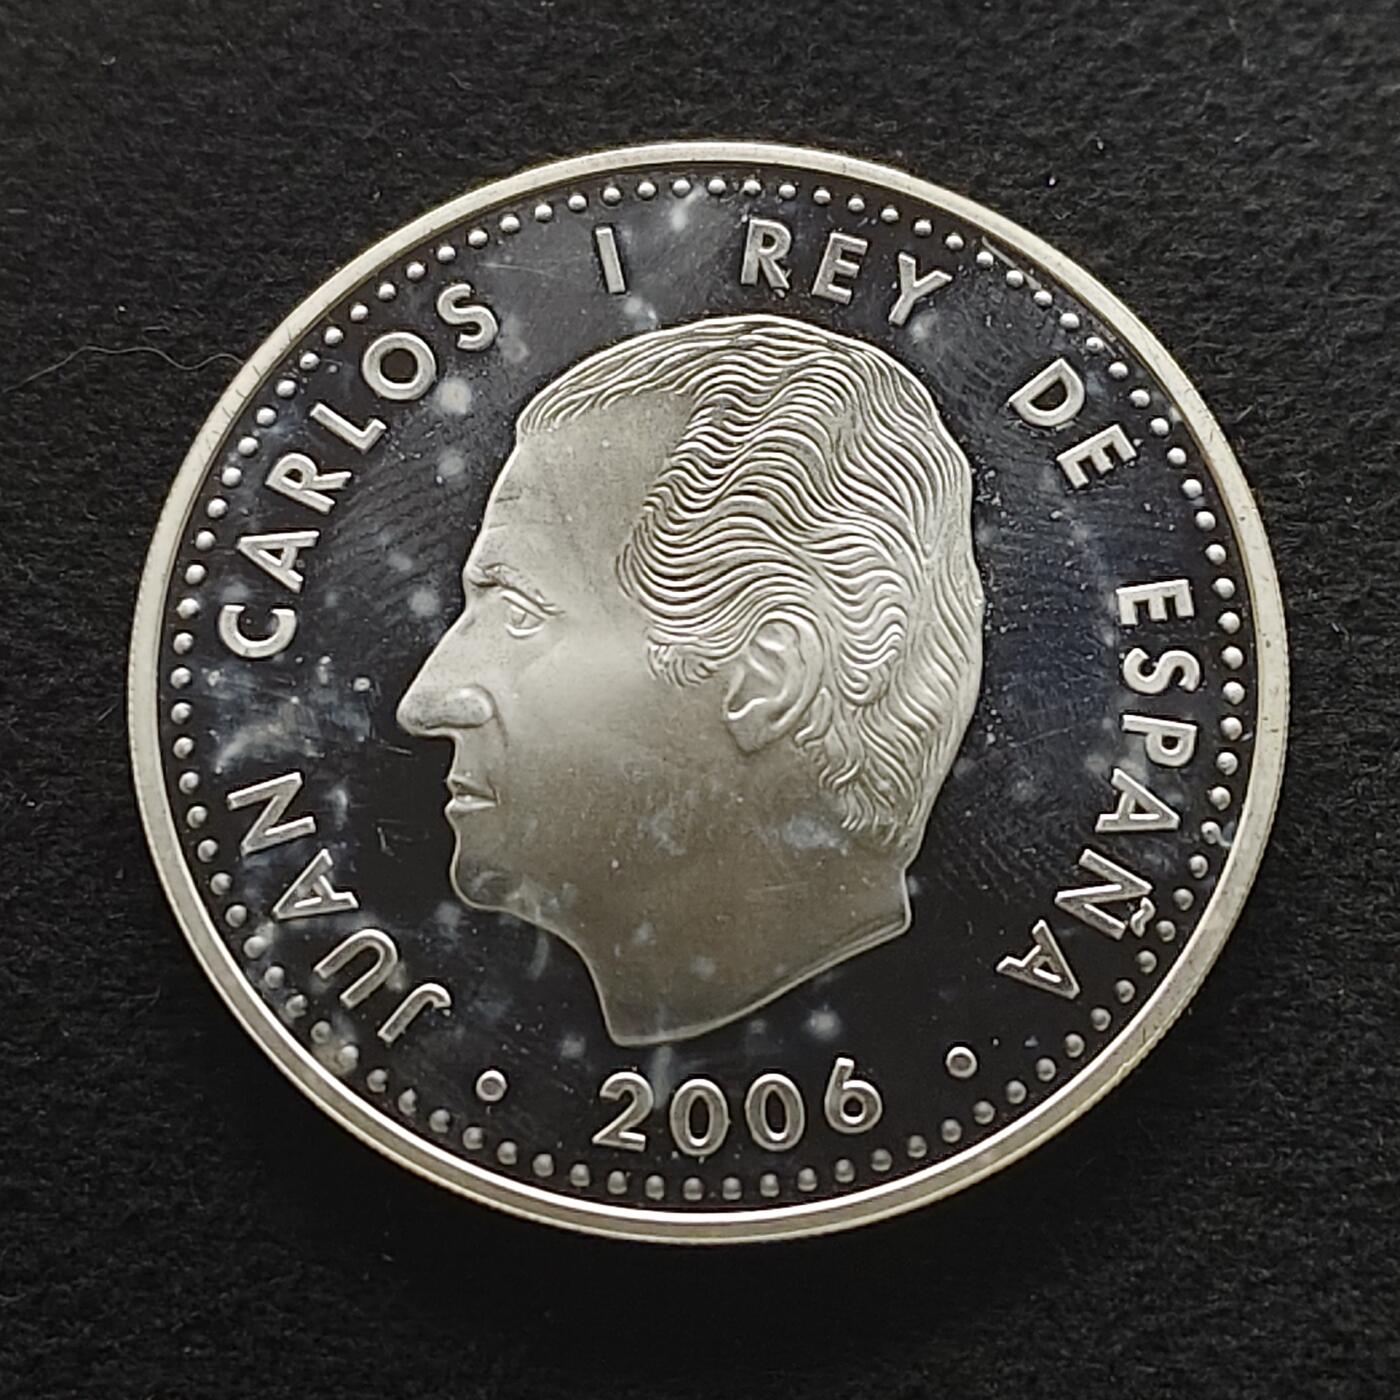 JUAN CARLOS I REY DE ESPAÑA
• 2006 •